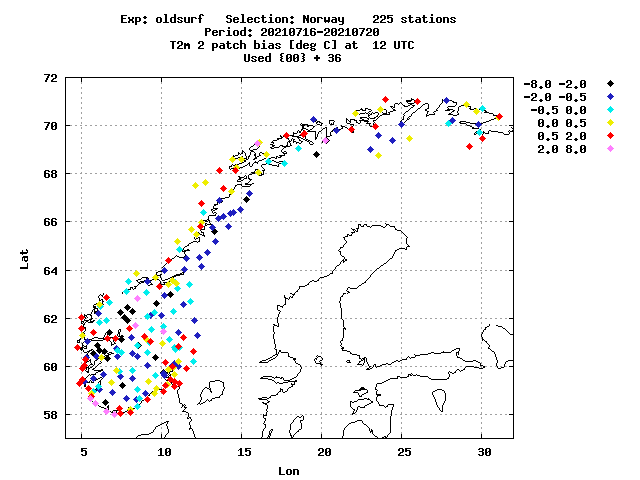 Exp: oldsurf   Selection: Norway    225 stations
Period: 20210716-20210720
T2m 2 patch bias [deg C] at  12 UTC
Used {00} + 36
72
70
68
66
64
62
60
58
5 10 15 20 25 30
Lat
Lon
-8.0 -2.0
-2.0 -0.5
-0.5 0.0
0.0 0.5
0.5 2.0
2.0 8.0